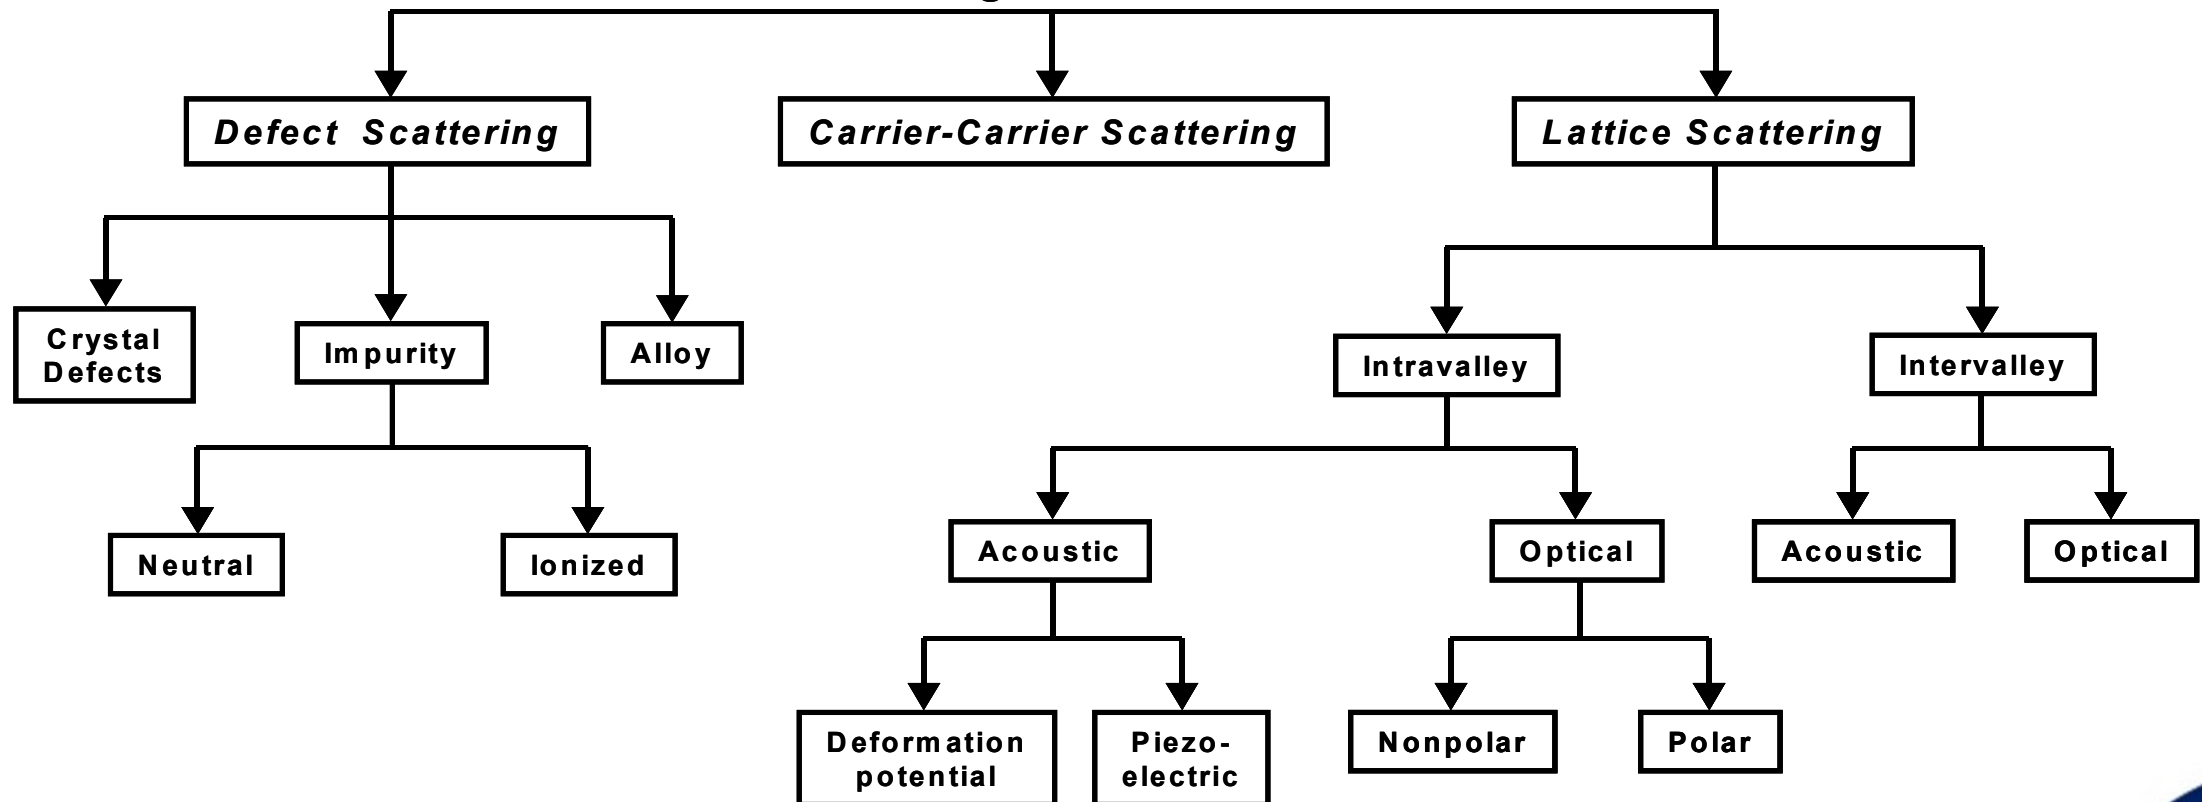 Defect Scattering
Carrier-Carrier Scattering
Lattice Scattering
Crystal
Defects
Impurity
Alloy
Intravalley
Intervalley
Neutral
Ionized
Acoustic
Optical
Acoustic
Optical
Deformation
potential
Piezo-
electric
Nonpolar
Polar